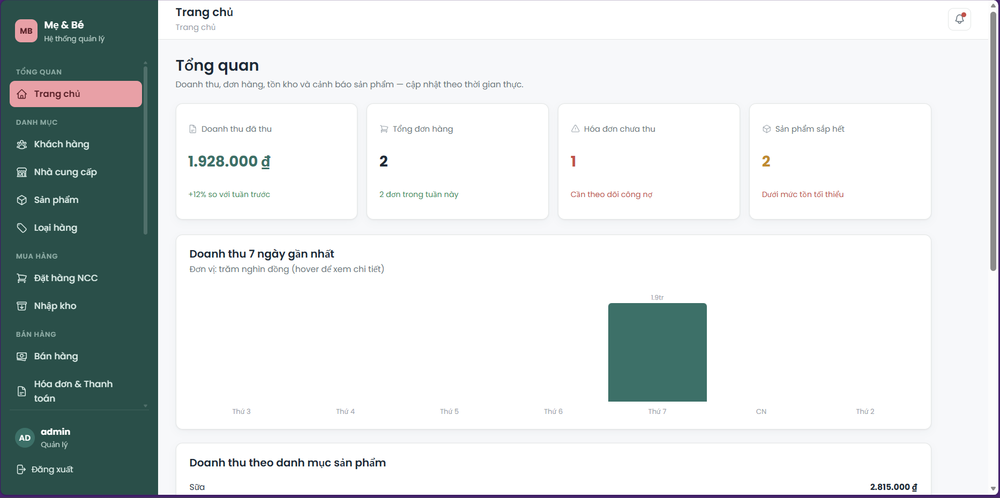 MB
Mẹ & Bé
Hệ thống quản lý
TỔNG QUAN
Trang chủ
DANH MỤC
Khách hàng
Nhà cung cấp
Sản phẩm
Loại hàng
MUA HÀNG
Đặt hàng NCC
Nhập kho
BÁN HÀNG
Bán hàng
Hóa đơn & Thanh
toán
AD
admin
Quản lý
Đăng xuất
Trang chủ
Trang chủ
Tổng quan
Doanh thu, đơn hàng, tồn kho và cảnh báo sản phẩm — cập nhật theo thời gian thực.
Doanh thu đã thu
1.928.000 ₫
+12% so với tuần trước
Tổng đơn hàng
2
2 đơn trong tuần này
Hóa đơn chưa thu
1
Cần theo dõi công nợ
Sản phẩm sắp hết
2
Dưới mức tồn tối thiểu
Doanh thu 7 ngày gần nhất
Đơn vị: trăm nghìn đồng (hover để xem chi tiết)
1.9tr
Thứ 3 Thứ 4 Thứ 5 Thứ 6 Thứ 7 CN Thứ 2
Doanh thu theo danh mục sản phẩm
Sữa 2.815.000 ₫